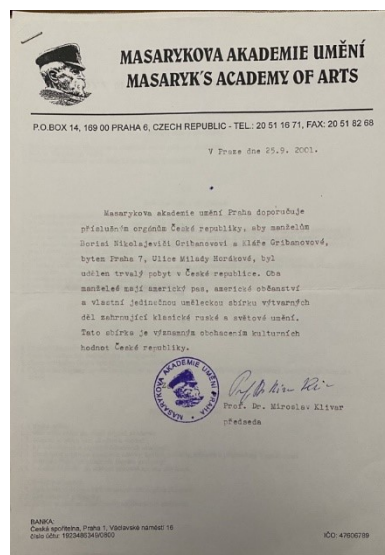 MASARYKOVA AKADEMIE UMĚNÍ
MASARYK'S ACADEMY OF ARTS
P.O.BOX 14, 169 00 PRAHA 6, CZECH REPUBLIC - TEL.: 20 51 16 71, FAX: 20 51 82 68
V Praze dne 25.9. 2001.
Masarykova akademie umění Praha doporučuje
příslušným orgánům České republiky, aby manželům
Borisi Nikolajeviči Gribanovovi a Kláře Gribanovové,
bytem Praha 7, Ulice Milady Horákové, byl
udělen trvalý pobyt v České republice. Oba
manželeé mají americký pas, americké občanství
a vlastní jedinečnou uměleckou sbírku výtvarných
děl zahrnující klasické ruské a světové umění.
Tato sbírka je významným obohacením kulturních
hodnot České republiky.
MASARYKOVA AKADEMIE UMĚNÍ PRAHA
Prof. Dr. Miroslav Klivar
předseda
BANKA:
Česká spořitelna, Praha 1, Václavské náměstí 16
číslo účtu: 1923486349/0800
IČO: 47606789